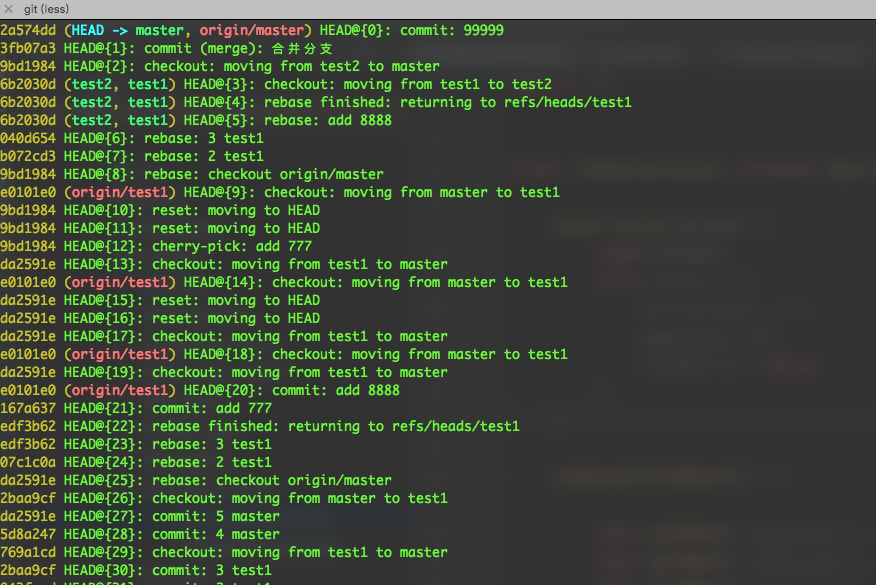 git (less)
2a574dd (HEAD -> master, origin/master) HEAD@{0}: commit: 99999
3fb07a3 HEAD@{1}: commit (merge): 合并分支
9bd1984 HEAD@{2}: checkout: moving from test2 to master
6b2030d (test2, test1) HEAD@{3}: checkout: moving from test1 to test2
6b2030d (test2, test1) HEAD@{4}: rebase finished: returning to refs/heads/test1
6b2030d (test2, test1) HEAD@{5}: rebase: add 8888
040d654 HEAD@{6}: rebase: 3 test1
b072cd3 HEAD@{7}: rebase: 2 test1
9bd1984 HEAD@{8}: rebase: checkout origin/master
e0101e0 (origin/test1) HEAD@{9}: checkout: moving from master to test1
9bd1984 HEAD@{10}: reset: moving to HEAD
9bd1984 HEAD@{11}: reset: moving to HEAD
9bd1984 HEAD@{12}: cherry-pick: add 777
da2591e HEAD@{13}: checkout: moving from test1 to master
e0101e0 (origin/test1) HEAD@{14}: checkout: moving from master to test1
da2591e HEAD@{15}: reset: moving to HEAD
da2591e HEAD@{16}: reset: moving to HEAD
da2591e HEAD@{17}: checkout: moving from test1 to master
e0101e0 (origin/test1) HEAD@{18}: checkout: moving from master to test1
da2591e HEAD@{19}: checkout: moving from test1 to master
e0101e0 (origin/test1) HEAD@{20}: commit: add 8888
167a637 HEAD@{21}: commit: add 777
edf3b62 HEAD@{22}: rebase finished: returning to refs/heads/test1
edf3b62 HEAD@{23}: rebase: 3 test1
07c1c0a HEAD@{24}: rebase: 2 test1
da2591e HEAD@{25}: rebase: checkout origin/master
2baa9cf HEAD@{26}: checkout: moving from master to test1
da2591e HEAD@{27}: commit: 5 master
5d8a247 HEAD@{28}: commit: 4 master
769a1cd HEAD@{29}: checkout: moving from test1 to master
2baa9cf HEAD@{30}: commit: 3 test1